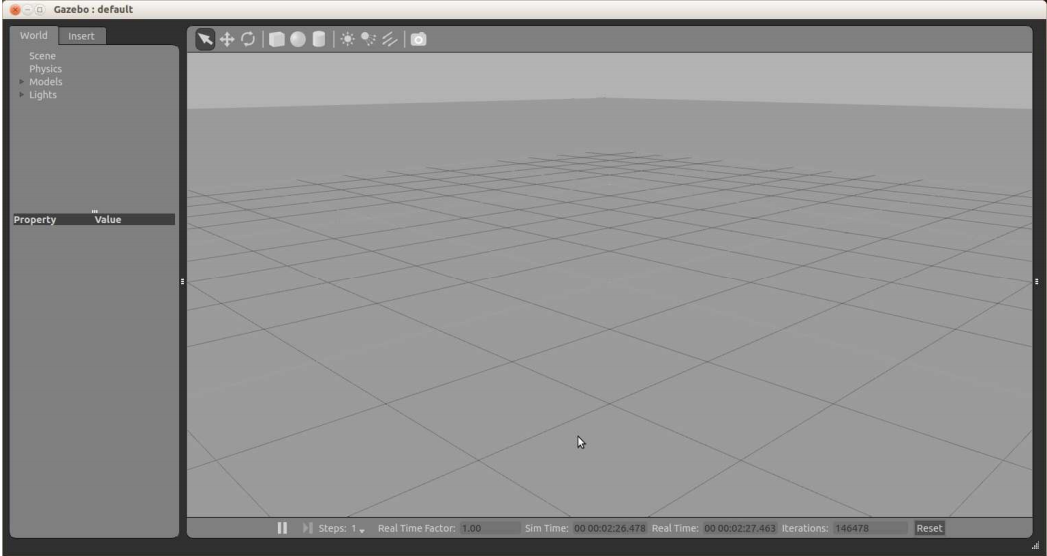 Gazebo : default
World Insert
Scene
Physics
Models
Lights
Property Value
Steps: 1 Real Time Factor: 1.00 Sim Time: 00 00:02:26.478 Real Time: 00 00:02:27.463 Iterations: 146478 Reset